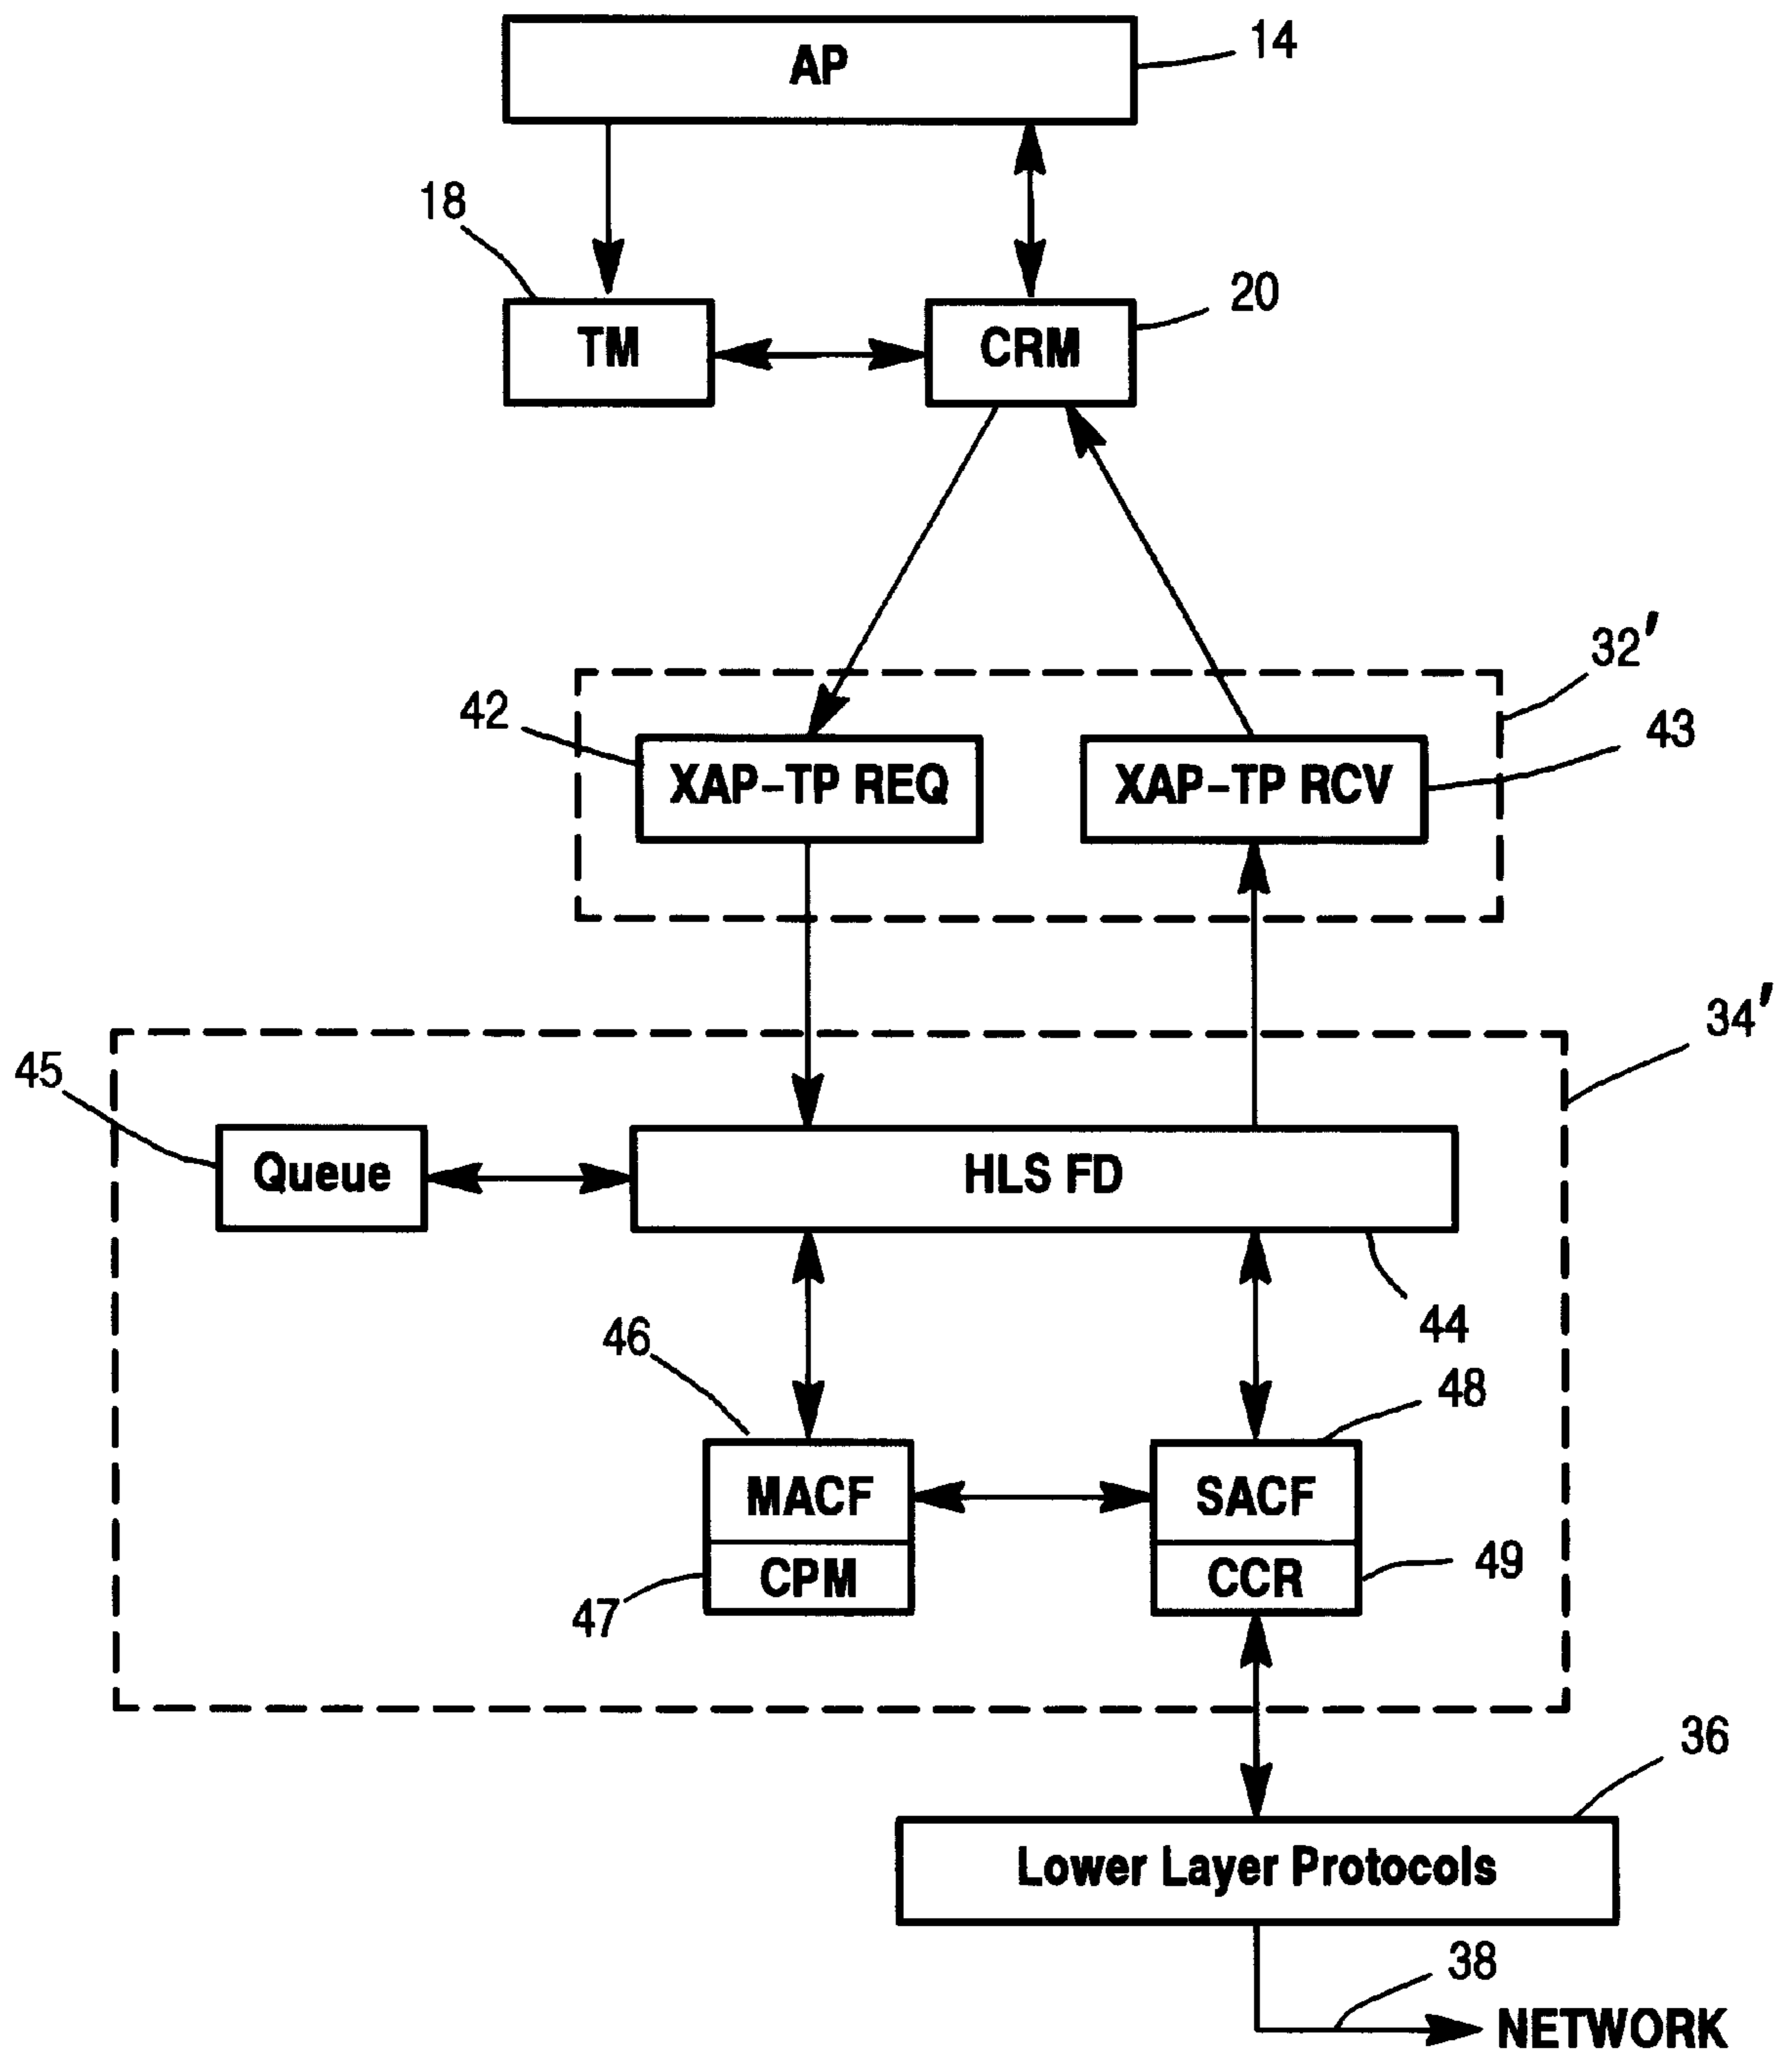 AP
14
18
TM
CRM
20
32'
42
XAP-TP REQ
XAP-TP RCV
43
34'
45
Queue
HLS FD
44
46
48
MACF
SACF
CPM
CCR
47
49
36
Lower Layer Protocols
38
NETWORK